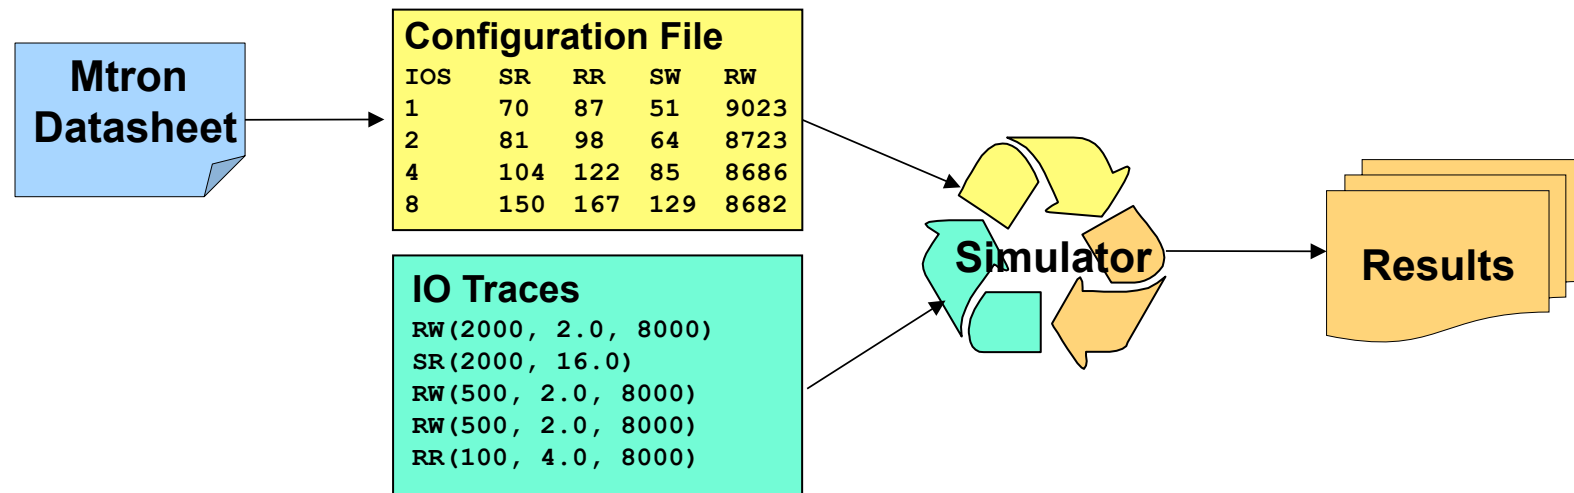 Mtron
Datasheet
Configuration File
IOS SR RR SW RW
1 70 87 51 9023
2 81 98 64 8723
4 104 122 85 8686
8 150 167 129 8682
IO Traces
RW(2000, 2.0, 8000)
SR(2000, 16.0)
RW(500, 2.0, 8000)
RW(500, 2.0, 8000)
RR(100, 4.0, 8000)
Simulator
Results